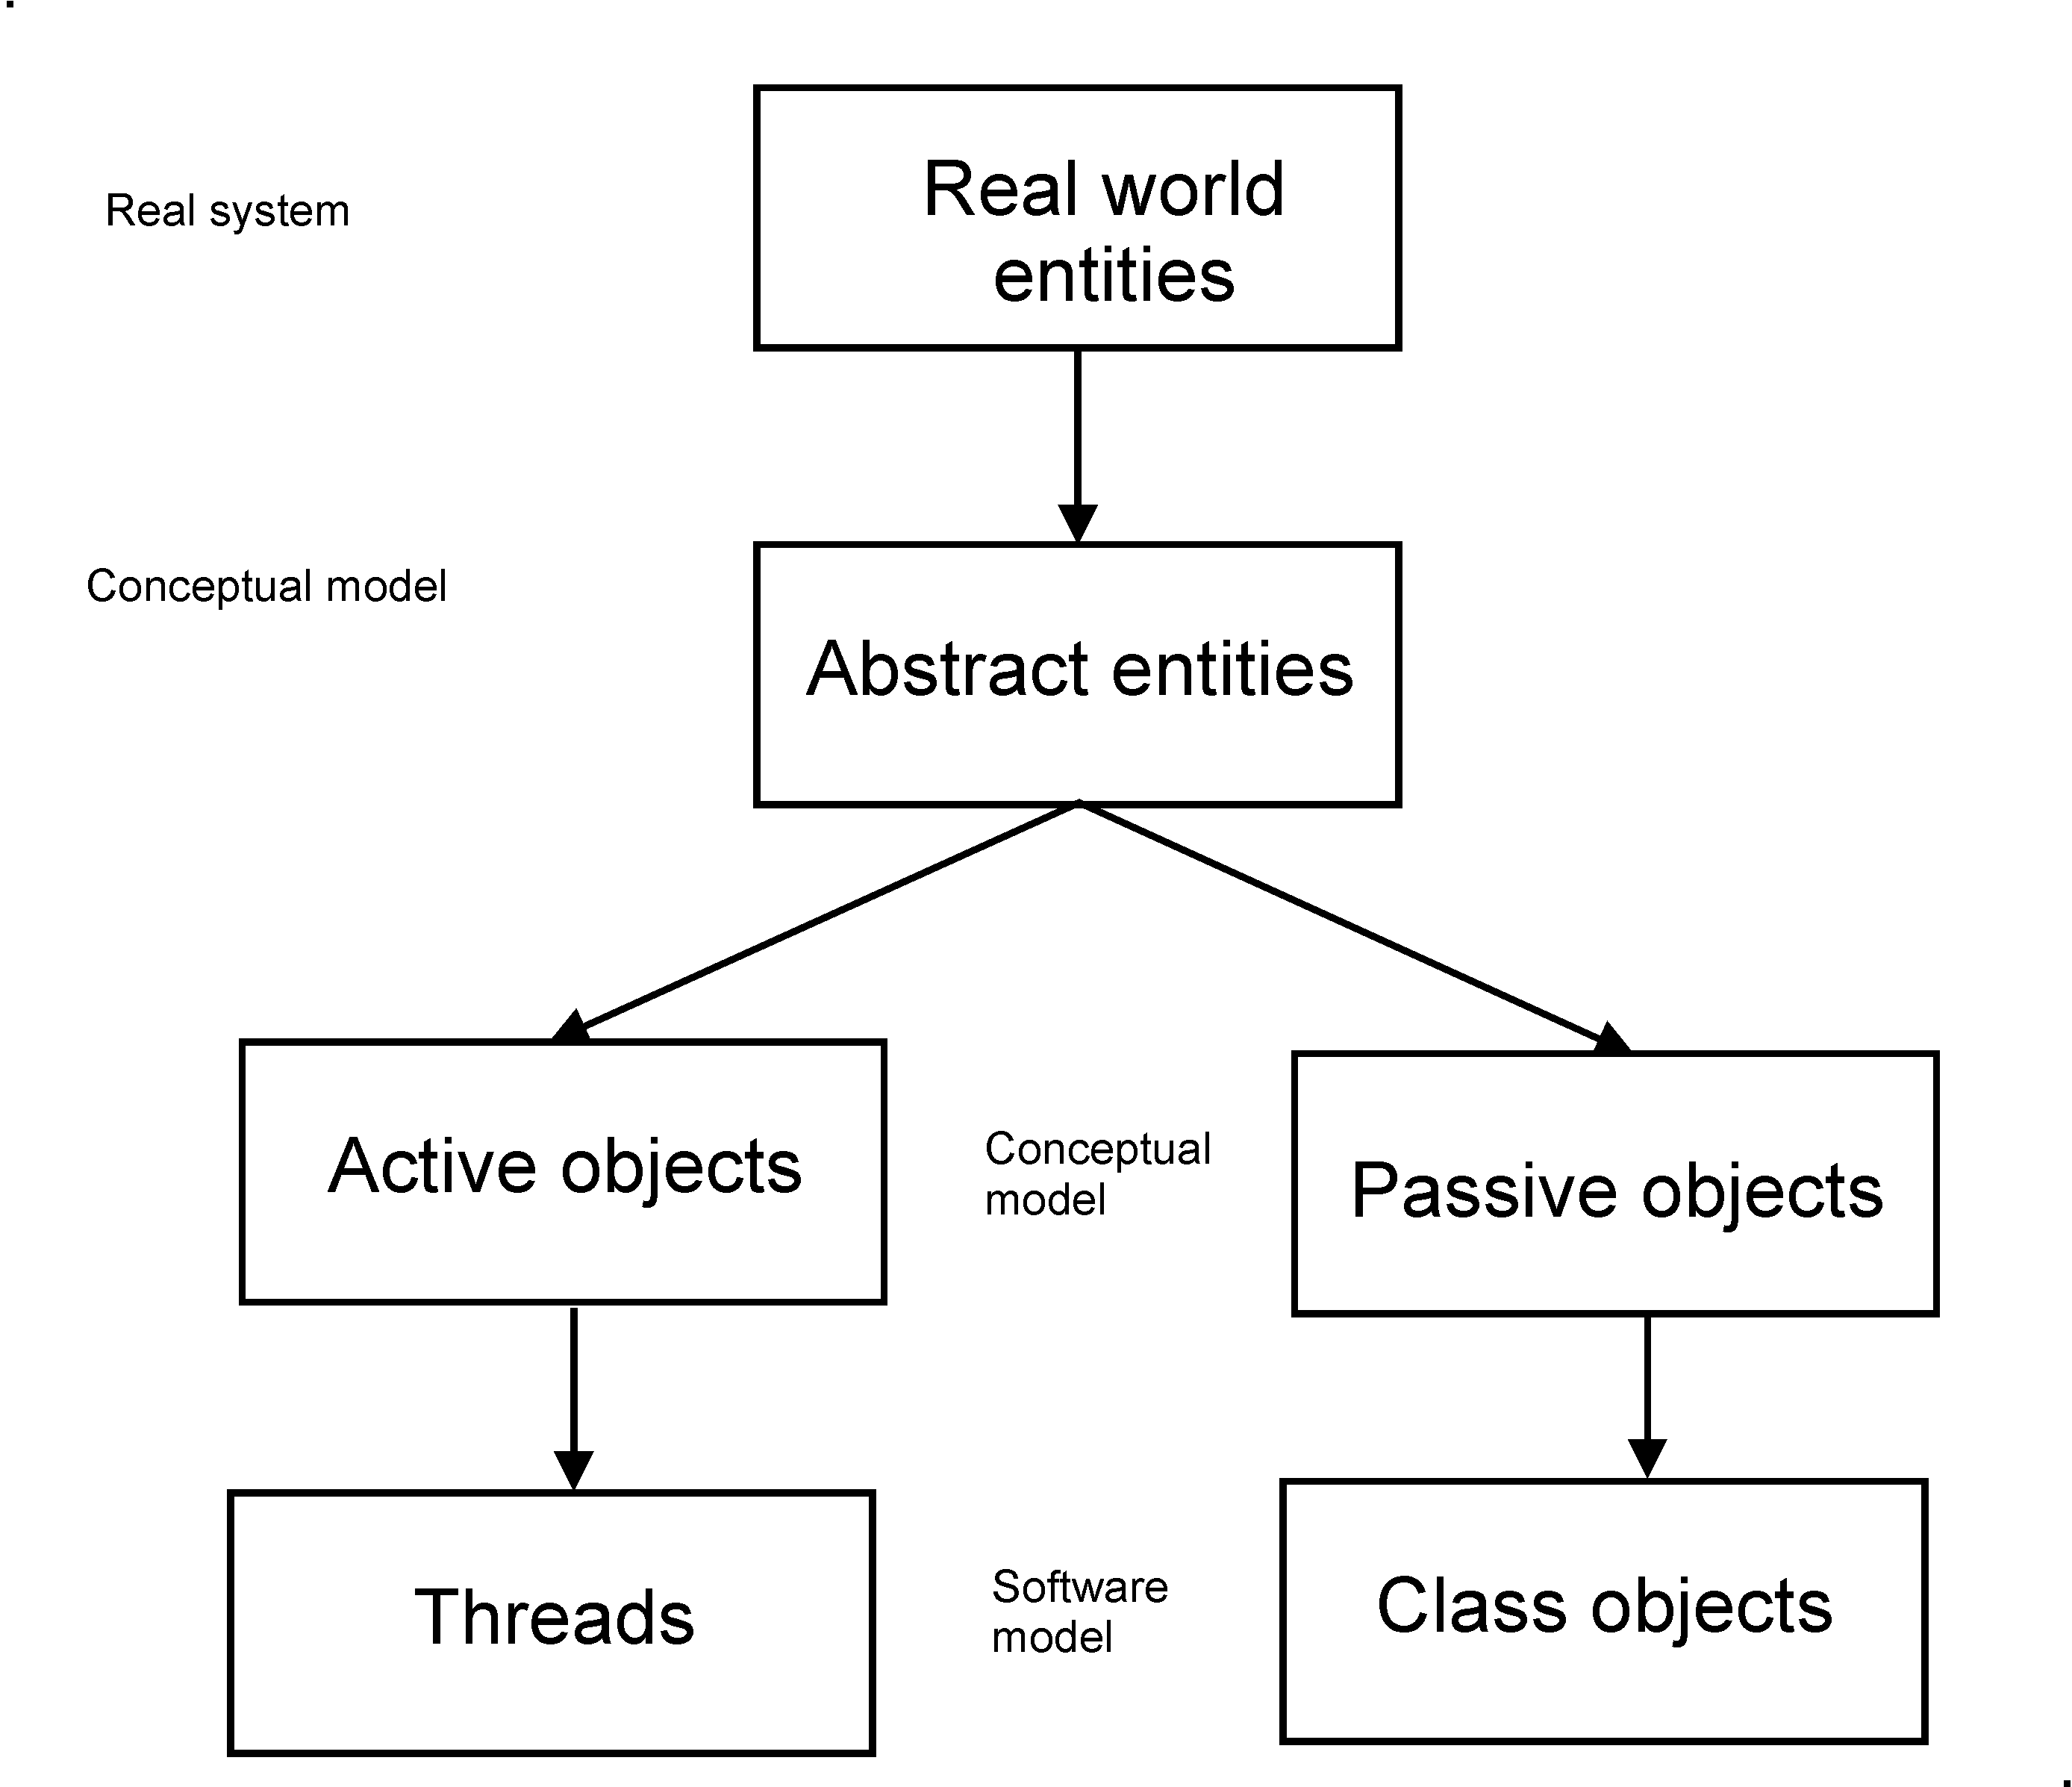 Real system
Real world
entities
Conceptual model
Abstract entities
Active objects
Conceptual
model
Passive objects
Threads
Software
model
Class objects